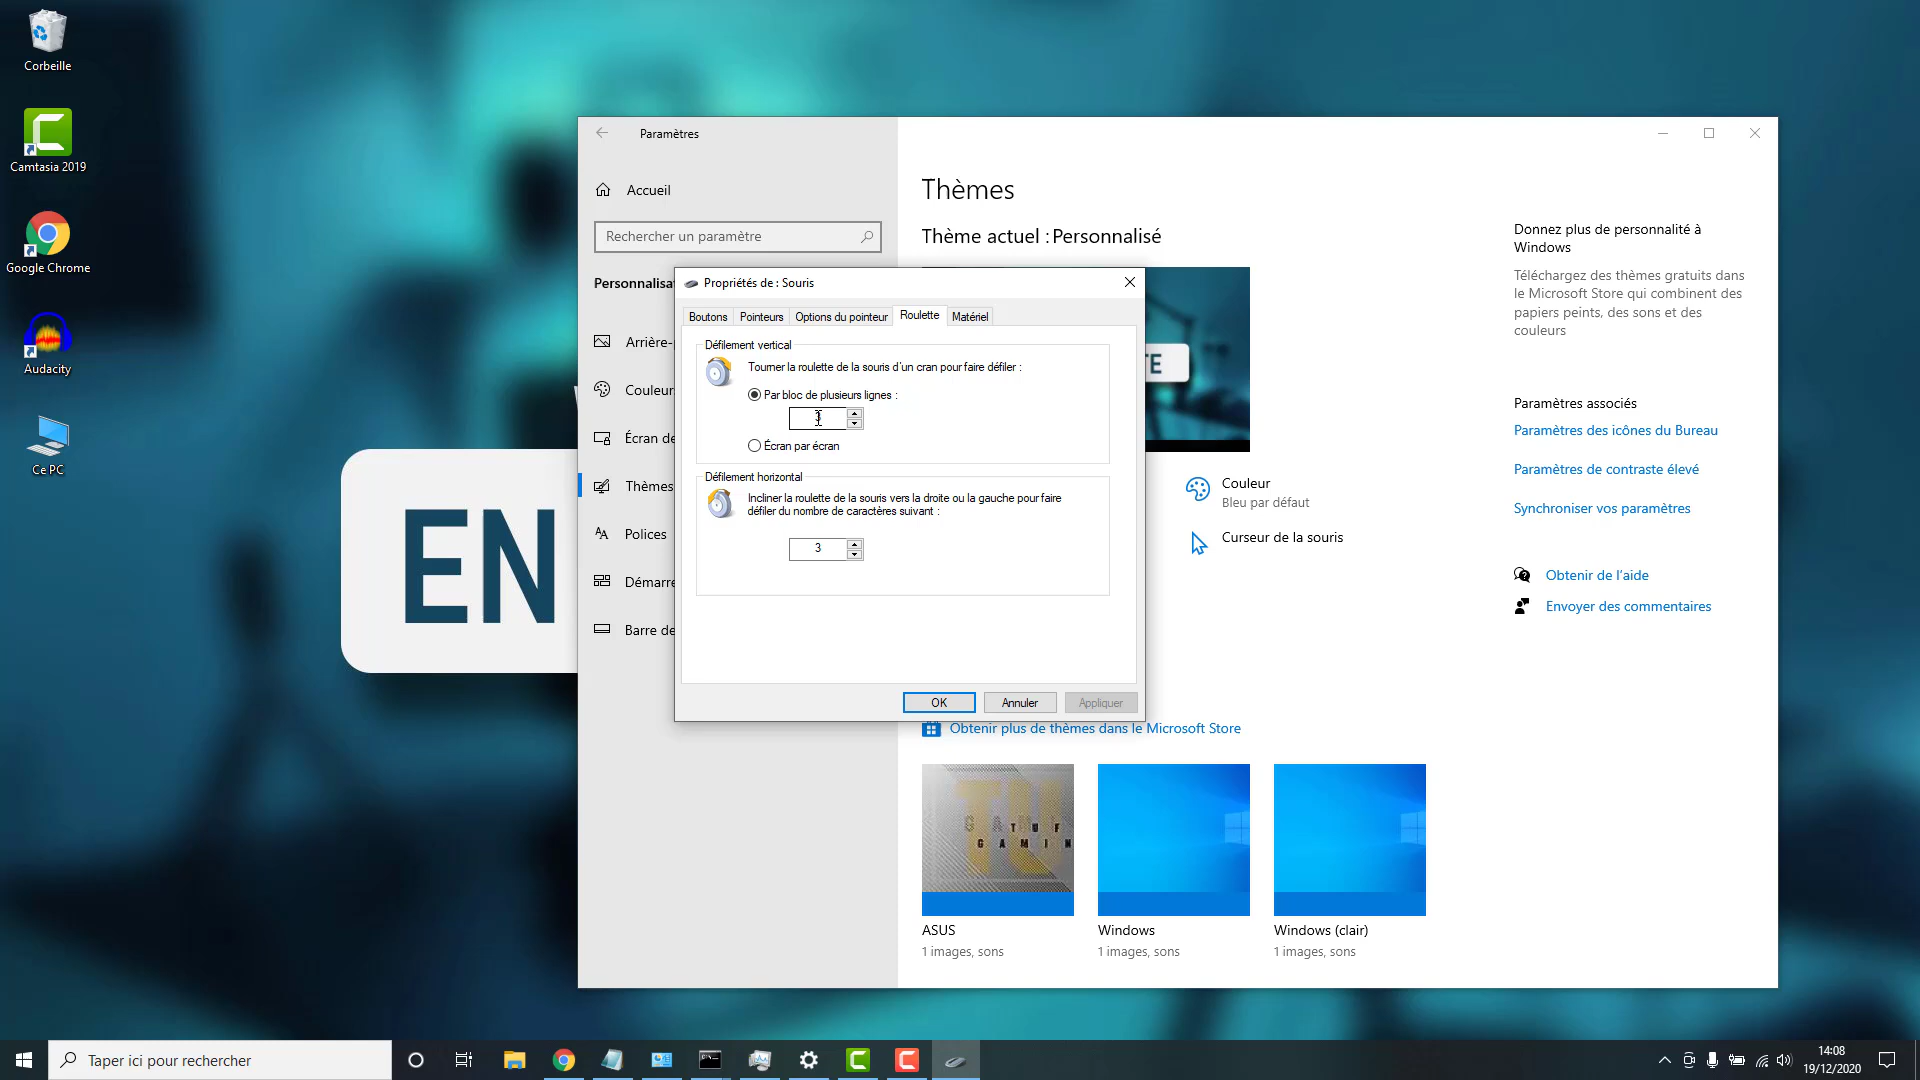 Corbeille
Camtasia 2019
Google Chrome
Audacity
Ce PC
EN
Paramètres
Accueil
Rechercher un paramètre
Personnalisat
Arrière-
Couleur
Écran de
Thèmes
Polices
Démarre
Barre de
Thèmes
Thème actuel : Personnalisé
TE
Couleur
Bleu par défaut
Curseur de la souris
Obtenir plus de thèmes dans le Microsoft Store
ASUS
1 images, sons
Windows
1 images, sons
Windows (clair)
1 images, sons
Donnez plus de personnalité à
Windows
Téléchargez des thèmes gratuits dans
le Microsoft Store qui combinent des
papiers peints, des sons et des
couleurs
Paramètres associés
Paramètres des icônes du Bureau
Paramètres de contraste élevé
Synchroniser vos paramètres
Obtenir de l'aide
Envoyer des commentaires
Propriétés de : Souris
Boutons
Pointeurs
Options du pointeur
Roulette
Matériel
Défilement vertical
Tourner la roulette de la souris d'un cran pour faire défiler :
Par bloc de plusieurs lignes :
Écran par écran
Défilement horizontal
Incliner la roulette de la souris vers la droite ou la gauche pour faire
défiler du nombre de caractères suivant :
3
OK
Annuler
Appliquer
Taper ici pour rechercher
14:08
19/12/2020